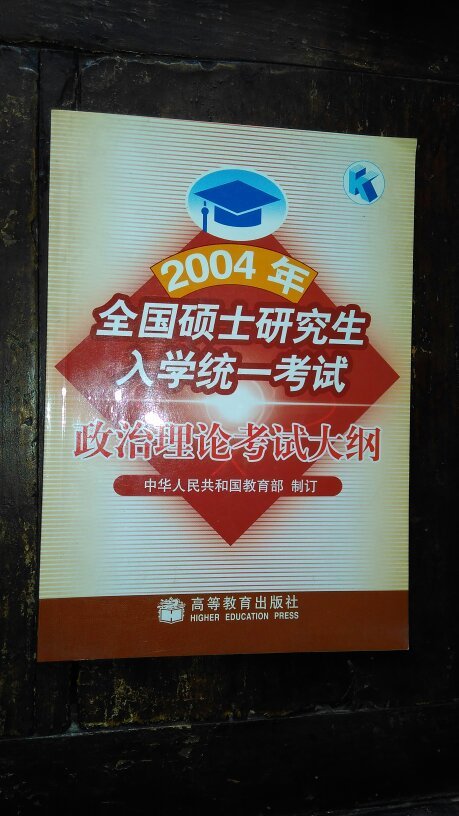 K
2004年
全国硕士研究生
入学统一考试
政治理论考试大纲
中华人民共和国教育部 制订
高等教育出版社
HIGHER EDUCATION PRESS